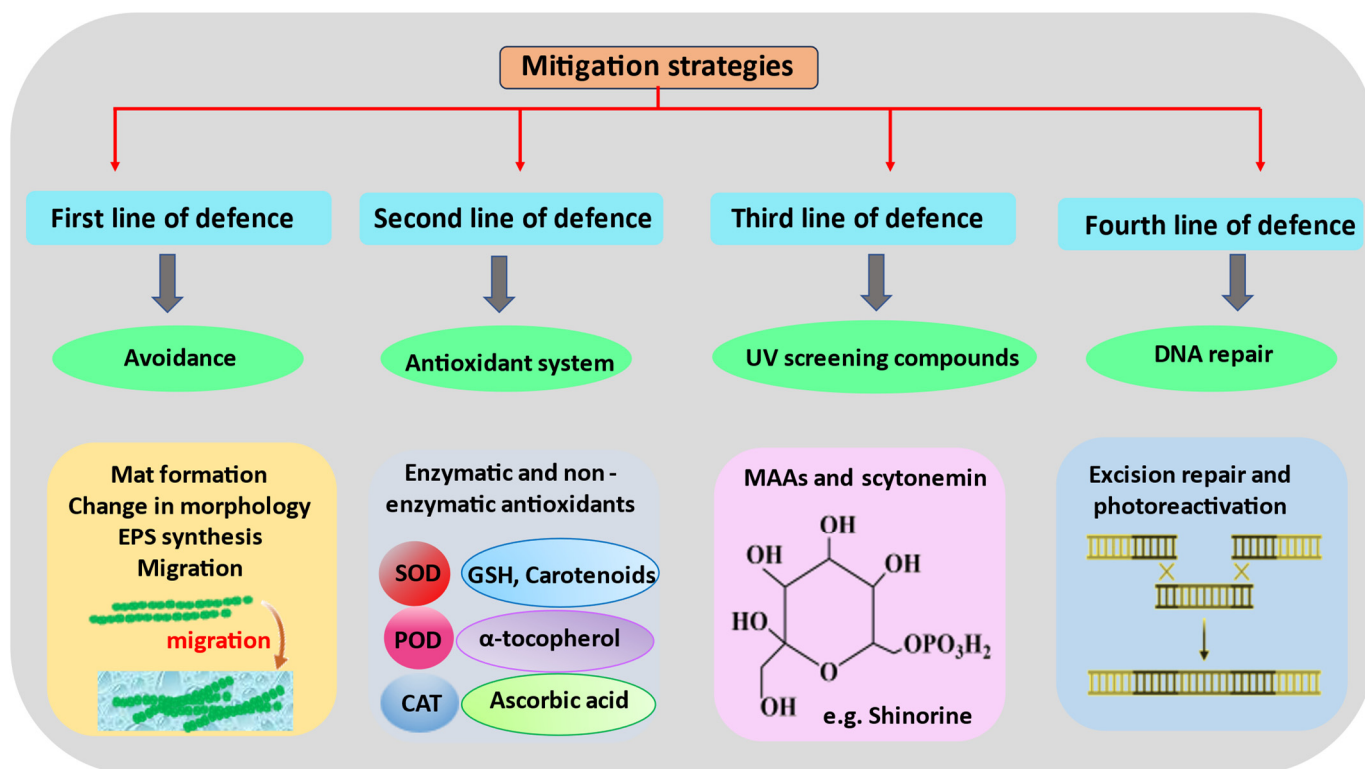 Mitigation strategies
First line of defence
Second line of defence
Third line of defence
Fourth line of defence
Avoidance
Antioxidant system
UV screening compounds
DNA repair
Mat formation
Change in morphology
EPS synthesis
Migration
migration
Enzymatic and non -
enzymatic antioxidants
SOD
GSH, Carotenoids
POD
α-tocopherol
CAT
Ascorbic acid
MAAs and scytonemin
OH
OH
OH
HO
O
OPO₃H₂
OH
e.g. Shinorine
Excision repair and
photoreactivation